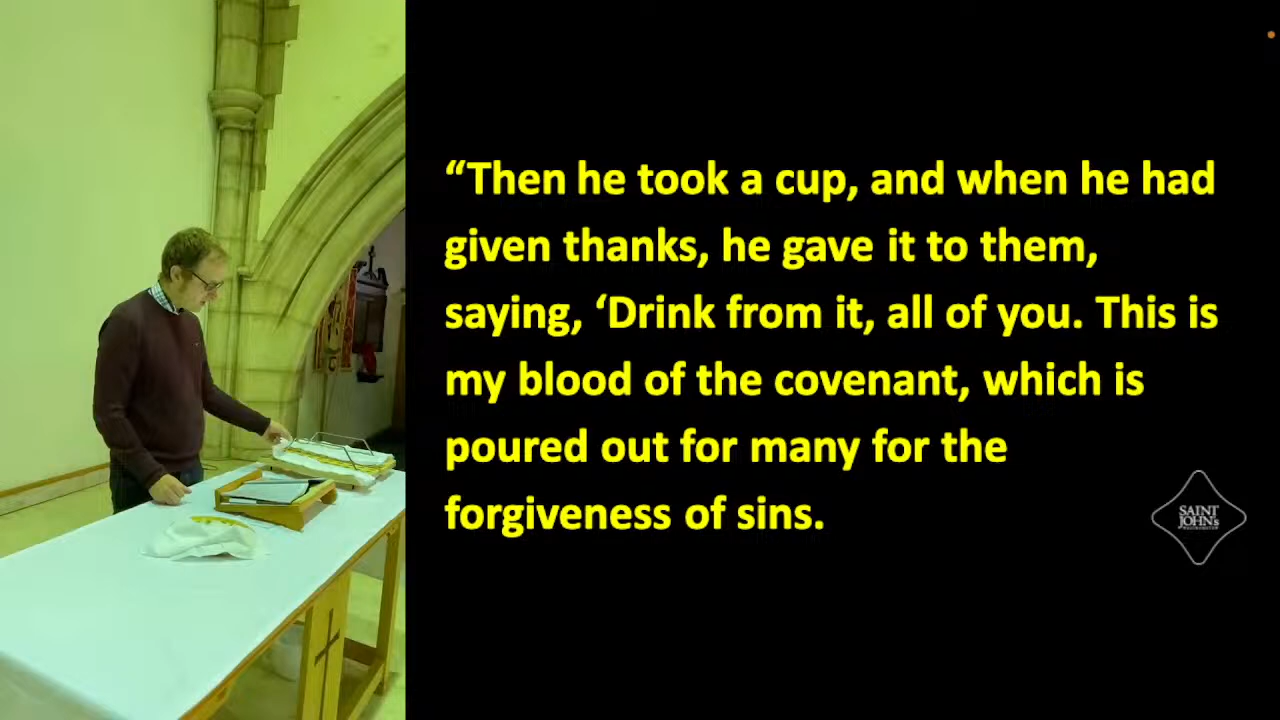 “Then he took a cup, and when he had
given thanks, he gave it to them,
saying, ‘Drink from it, all of you. This is
my blood of the covenant, which is
poured out for many for the
forgiveness of sins.
SAINT
JOHN's